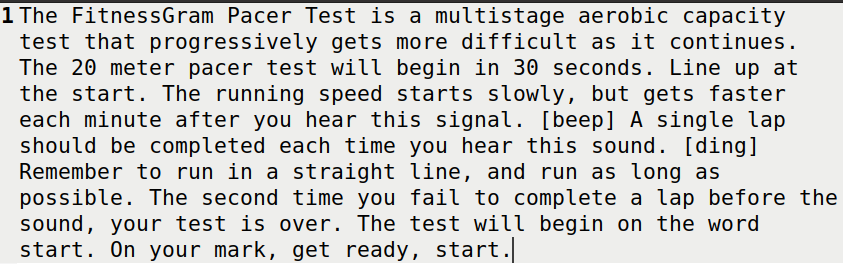 1 The FitnessGram Pacer Test is a multistage aerobic capacity
test that progressively gets more difficult as it continues.
The 20 meter pacer test will begin in 30 seconds. Line up at
the start. The running speed starts slowly, but gets faster
each minute after you hear this signal. [beep] A single lap
should be completed each time you hear this sound. [ding]
Remember to run in a straight line, and run as long as
possible. The second time you fail to complete a lap before the
sound, your test is over. The test will begin on the word
start. On your mark, get ready, start.